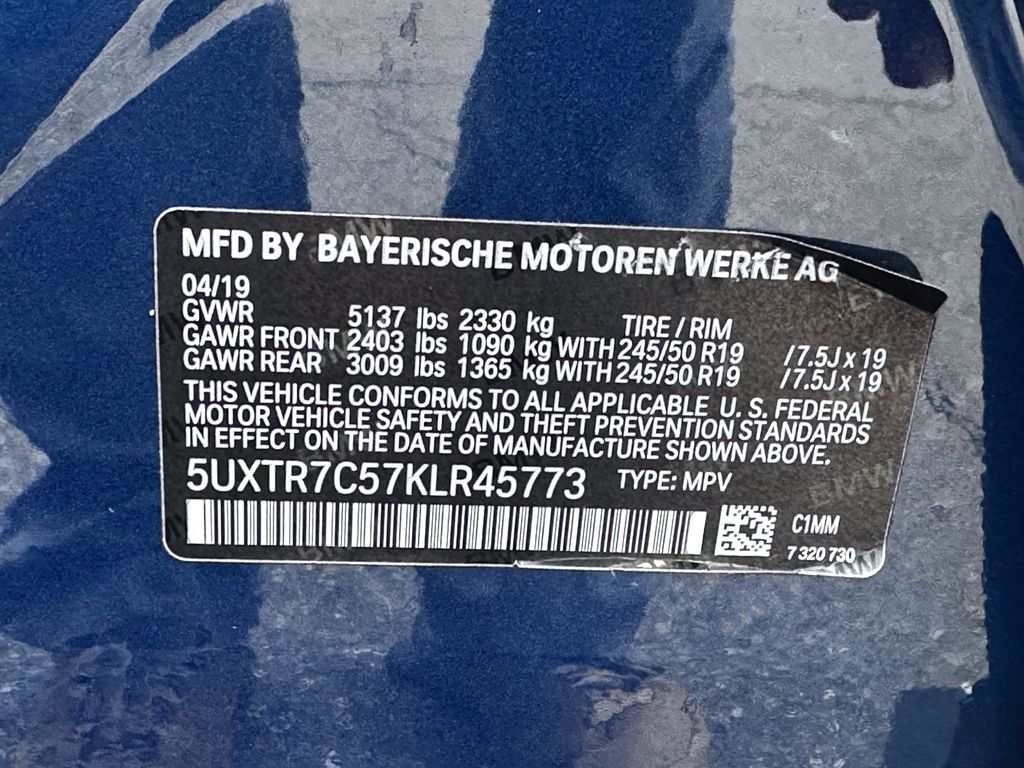 MFD BY BAYERISCHE MOTOREN WERKE AG
04/19
GVWR 5137 lbs 2330 kg TIRE / RIM
GAWR FRONT 2403 lbs 1090 kg WITH 245/50 R19 / 7.5J x 19
GAWR REAR 3009 lbs 1365 kg WITH 245/50 R19 / 7.5J x 19
THIS VEHICLE CONFORMS TO ALL APPLICABLE U. S. FEDERAL
MOTOR VEHICLE SAFETY AND THEFT PREVENTION STANDARDS
IN EFFECT ON THE DATE OF MANUFACTURE SHOWN ABOVE.
5UXTR7C57KLR45773 TYPE: MPV
C1MM
7 320 730